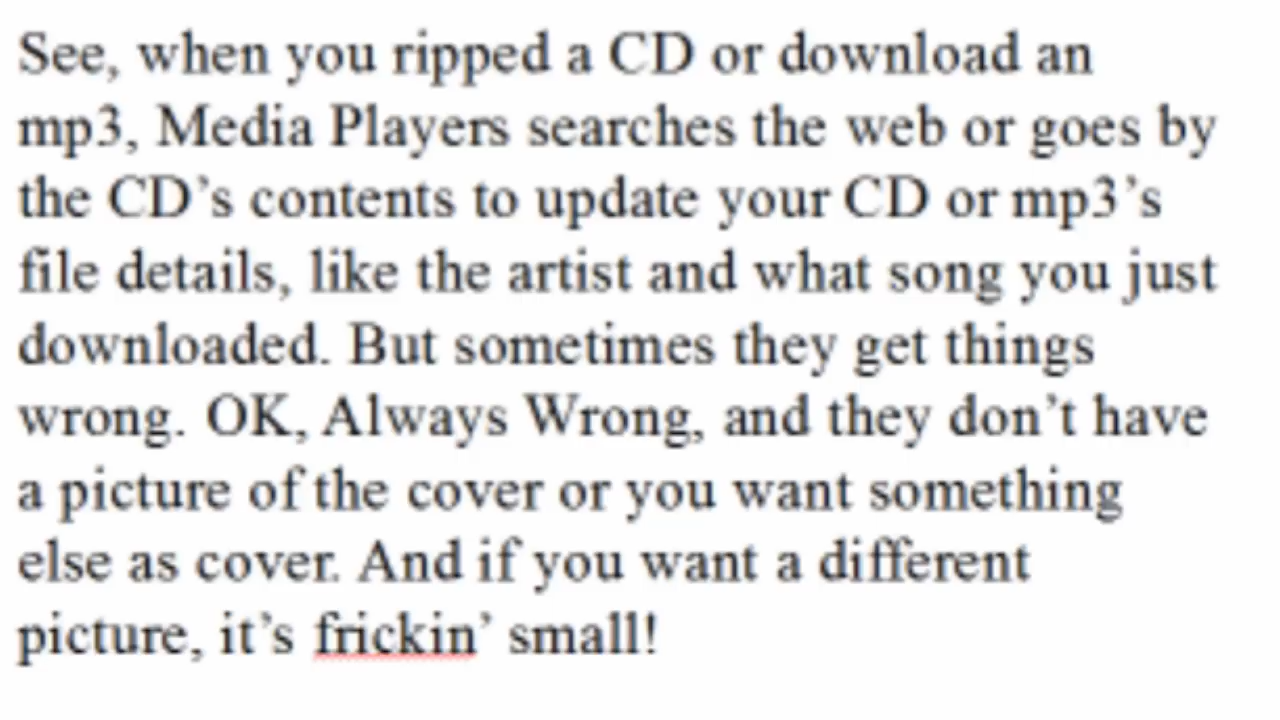 See, when you ripped a CD or download an
mp3, Media Players searches the web or goes by
the CD’s contents to update your CD or mp3’s
file details, like the artist and what song you just
downloaded. But sometimes they get things
wrong. OK, Always Wrong, and they don’t have
a picture of the cover or you want something
else as cover. And if you want a different
picture, it’s frickin’ small!